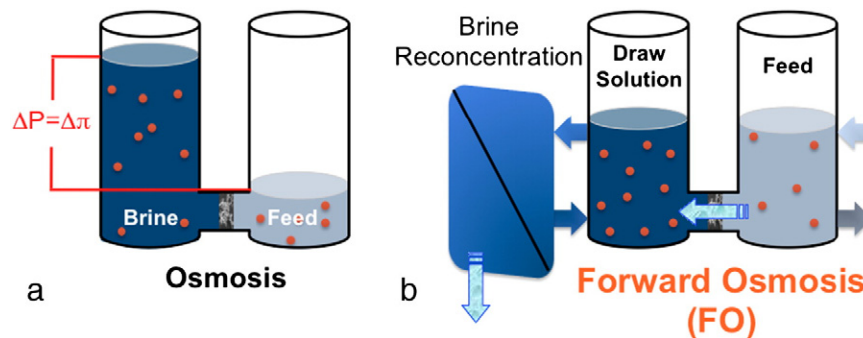 ΔP=Δπ
Brine
Feed
Osmosis
a
Brine
Reconcentration
Draw
Solution
Feed
b
Forward Osmosis
(FO)